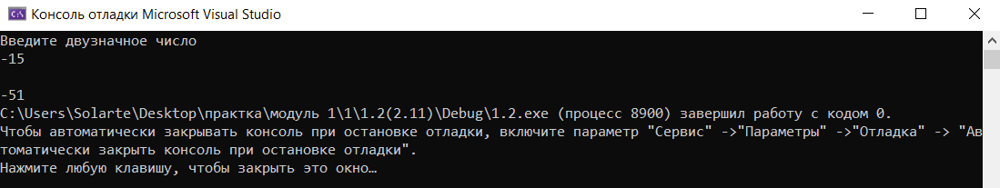 Консоль отладки Microsoft Visual Studio
Введите двузначное число
-15
-51
C:\Users\Solarte\Desktop\практка\модуль 1\1\1.2(2.11)\Debug\1.2.exe (процесс 8900) завершил работу с кодом 0.
Чтобы автоматически закрывать консоль при остановке отладки, включите параметр "Сервис" ->"Параметры" ->"Отладка" -> "Ав
томатически закрыть консоль при остановке отладки".
Нажмите любую клавишу, чтобы закрыть это окно…